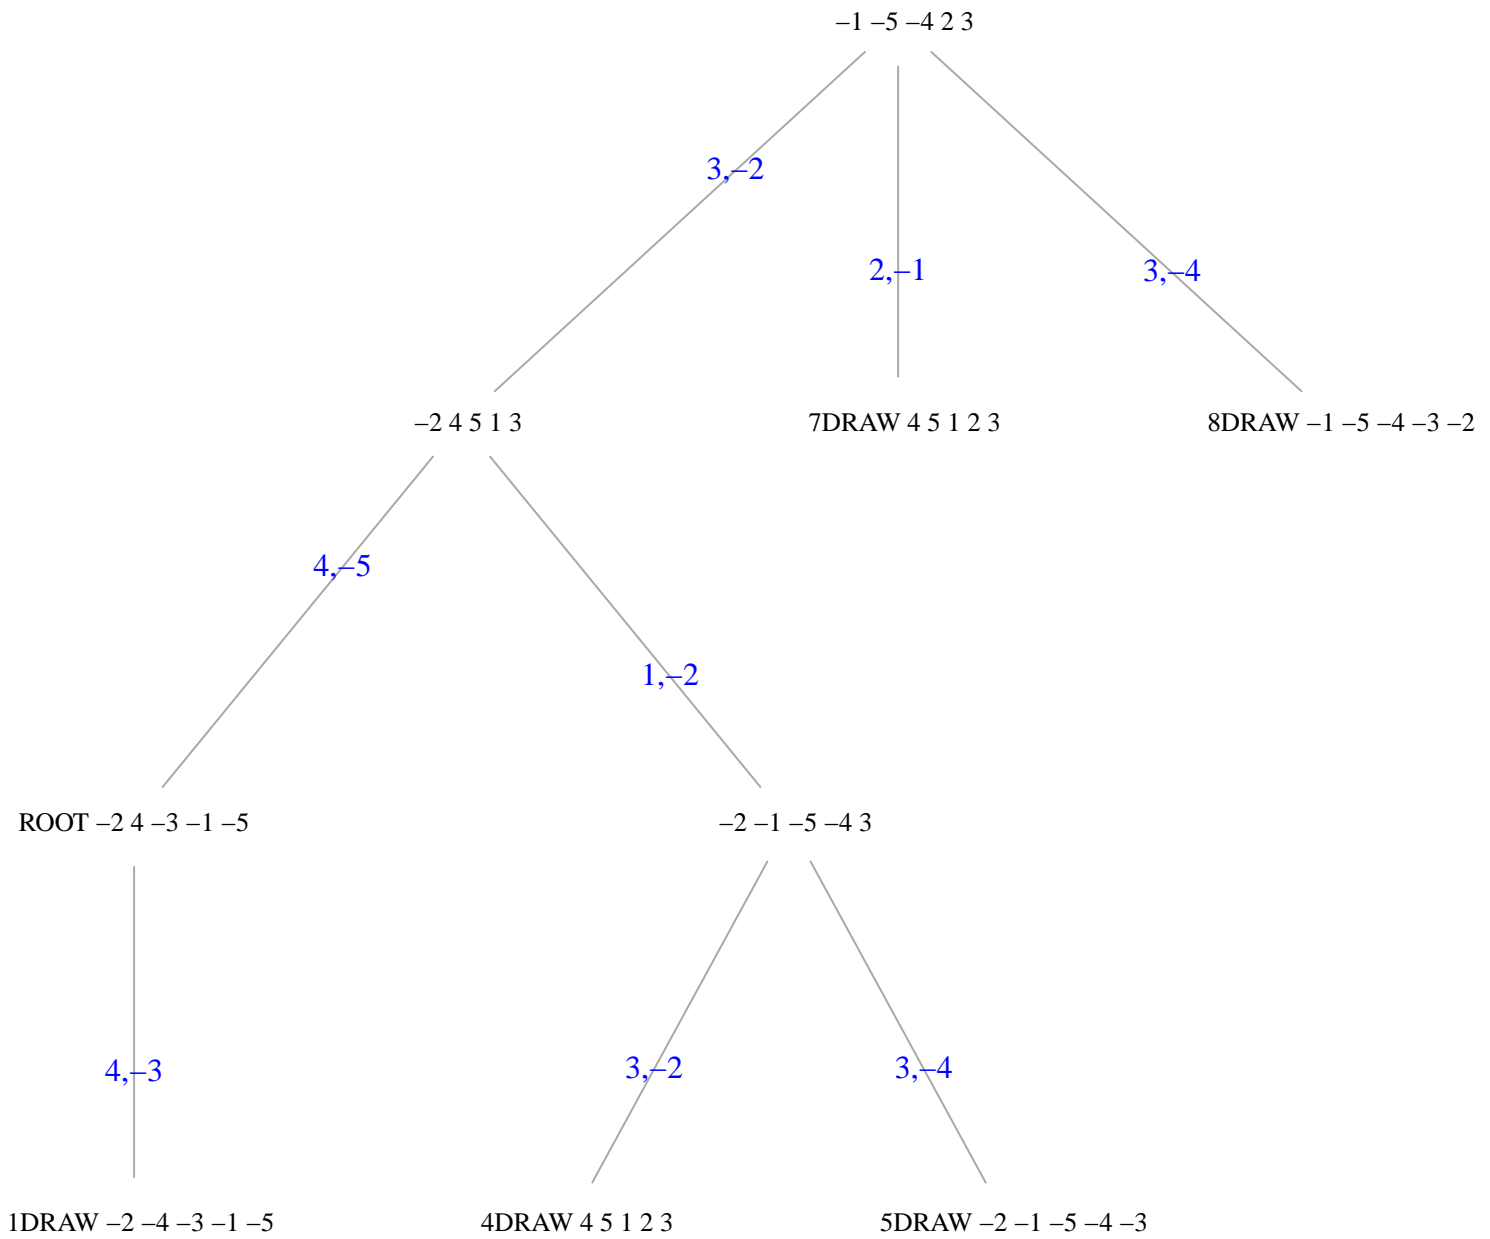 –1 –5 –4 2 3
3,–2
2,–1
3,–4
–2 4 5 1 3
7DRAW 4 5 1 2 3
8DRAW –1 –5 –4 –3 –2
4,–5
1,–2
ROOT –2 4 –3 –1 –5
–2 –1 –5 –4 3
4,–3
3,–2
3,–4
1DRAW –2 –4 –3 –1 –5
4DRAW 4 5 1 2 3
5DRAW –2 –1 –5 –4 –3